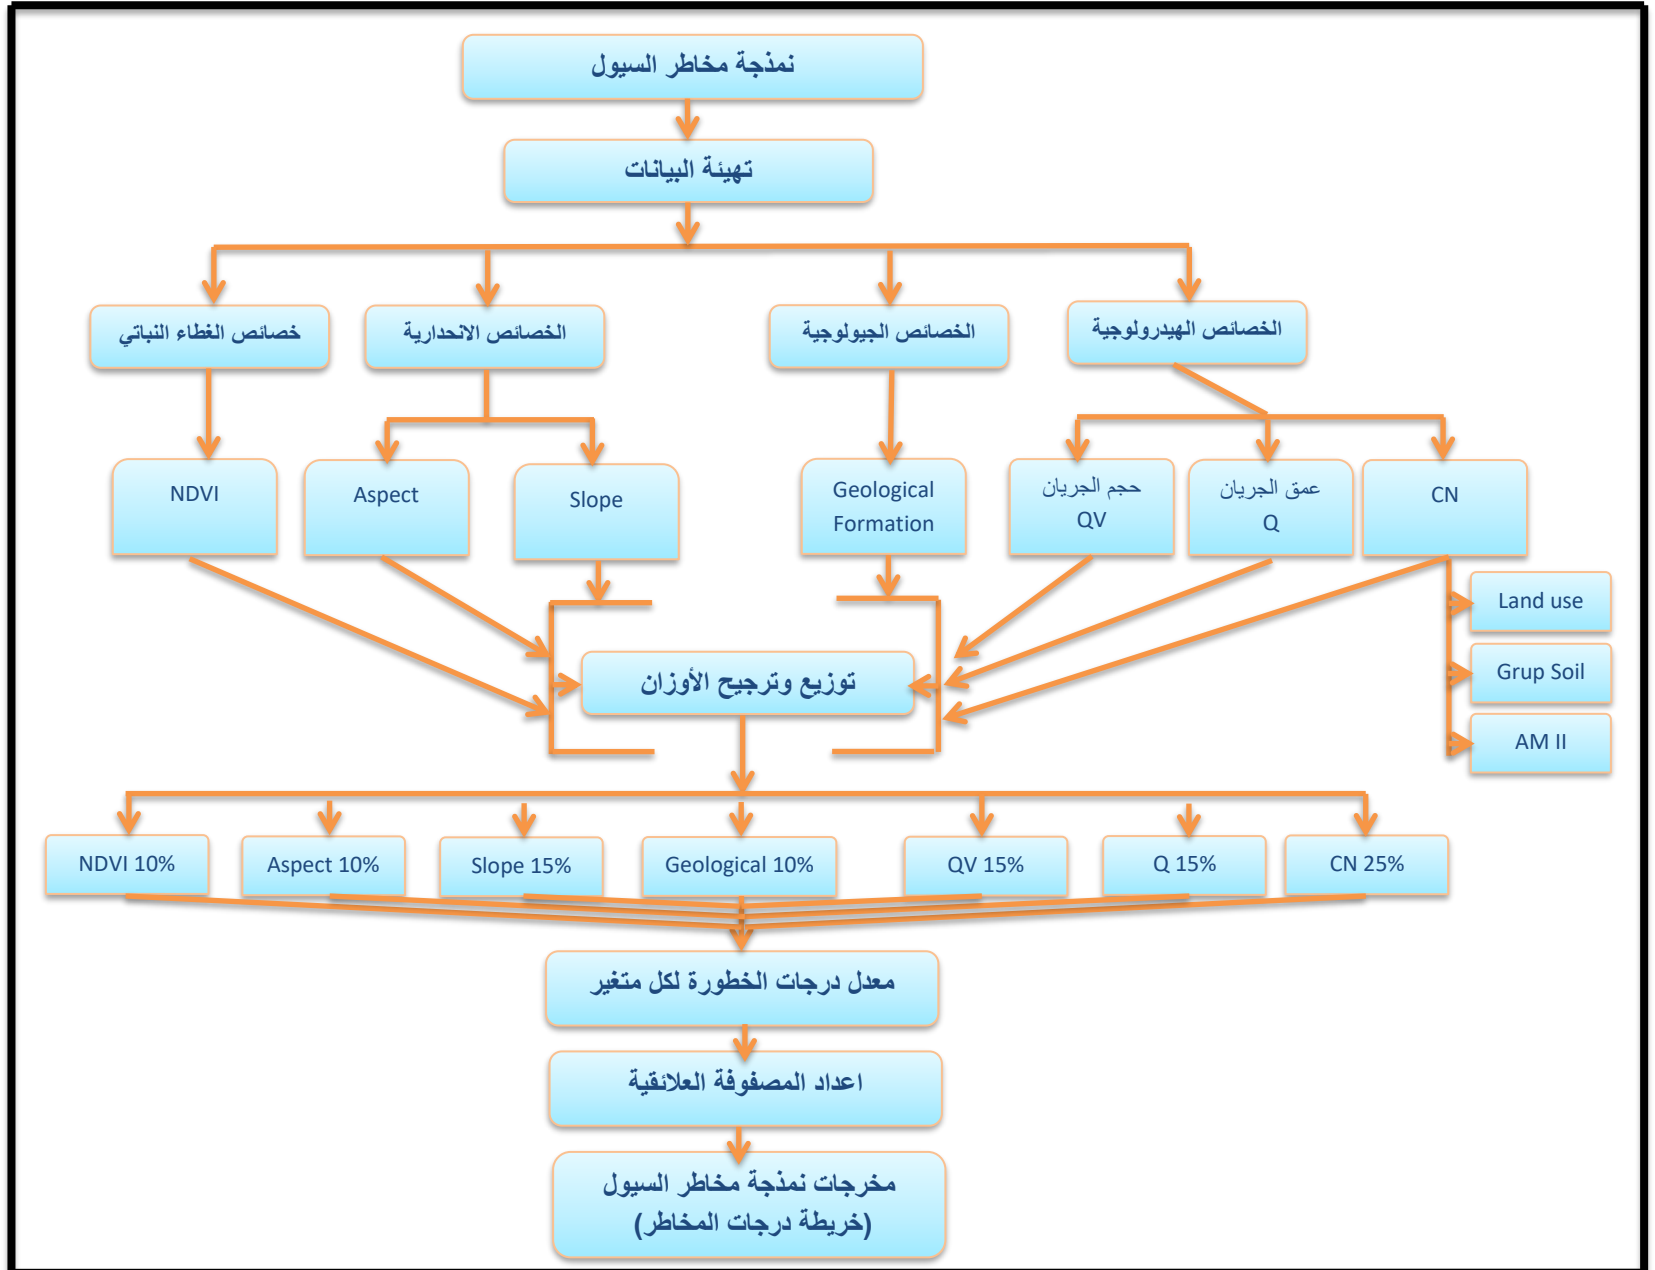 نمذجة مخاطر السيول
تهيئة البيانات
الخصائص الهيدرولوجية
الخصائص الجيولوجية
الخصائص الانحدارية
خصائص الغطاء النباتي
CN
عمق الجريان
Q
حجم الجريان
QV
Geological
Formation
Slope
Aspect
NDVI
Land use
Grup Soil
AM II
توزيع وترجيح الأوزان
CN 25%
Q 15%
QV 15%
Geological 10%
Slope 15%
Aspect 10%
NDVI 10%
معدل درجات الخطورة لكل متغير
اعداد المصفوفة العلائقية
مخرجات نمذجة مخاطر السيول
(خريطة درجات المخاطر)